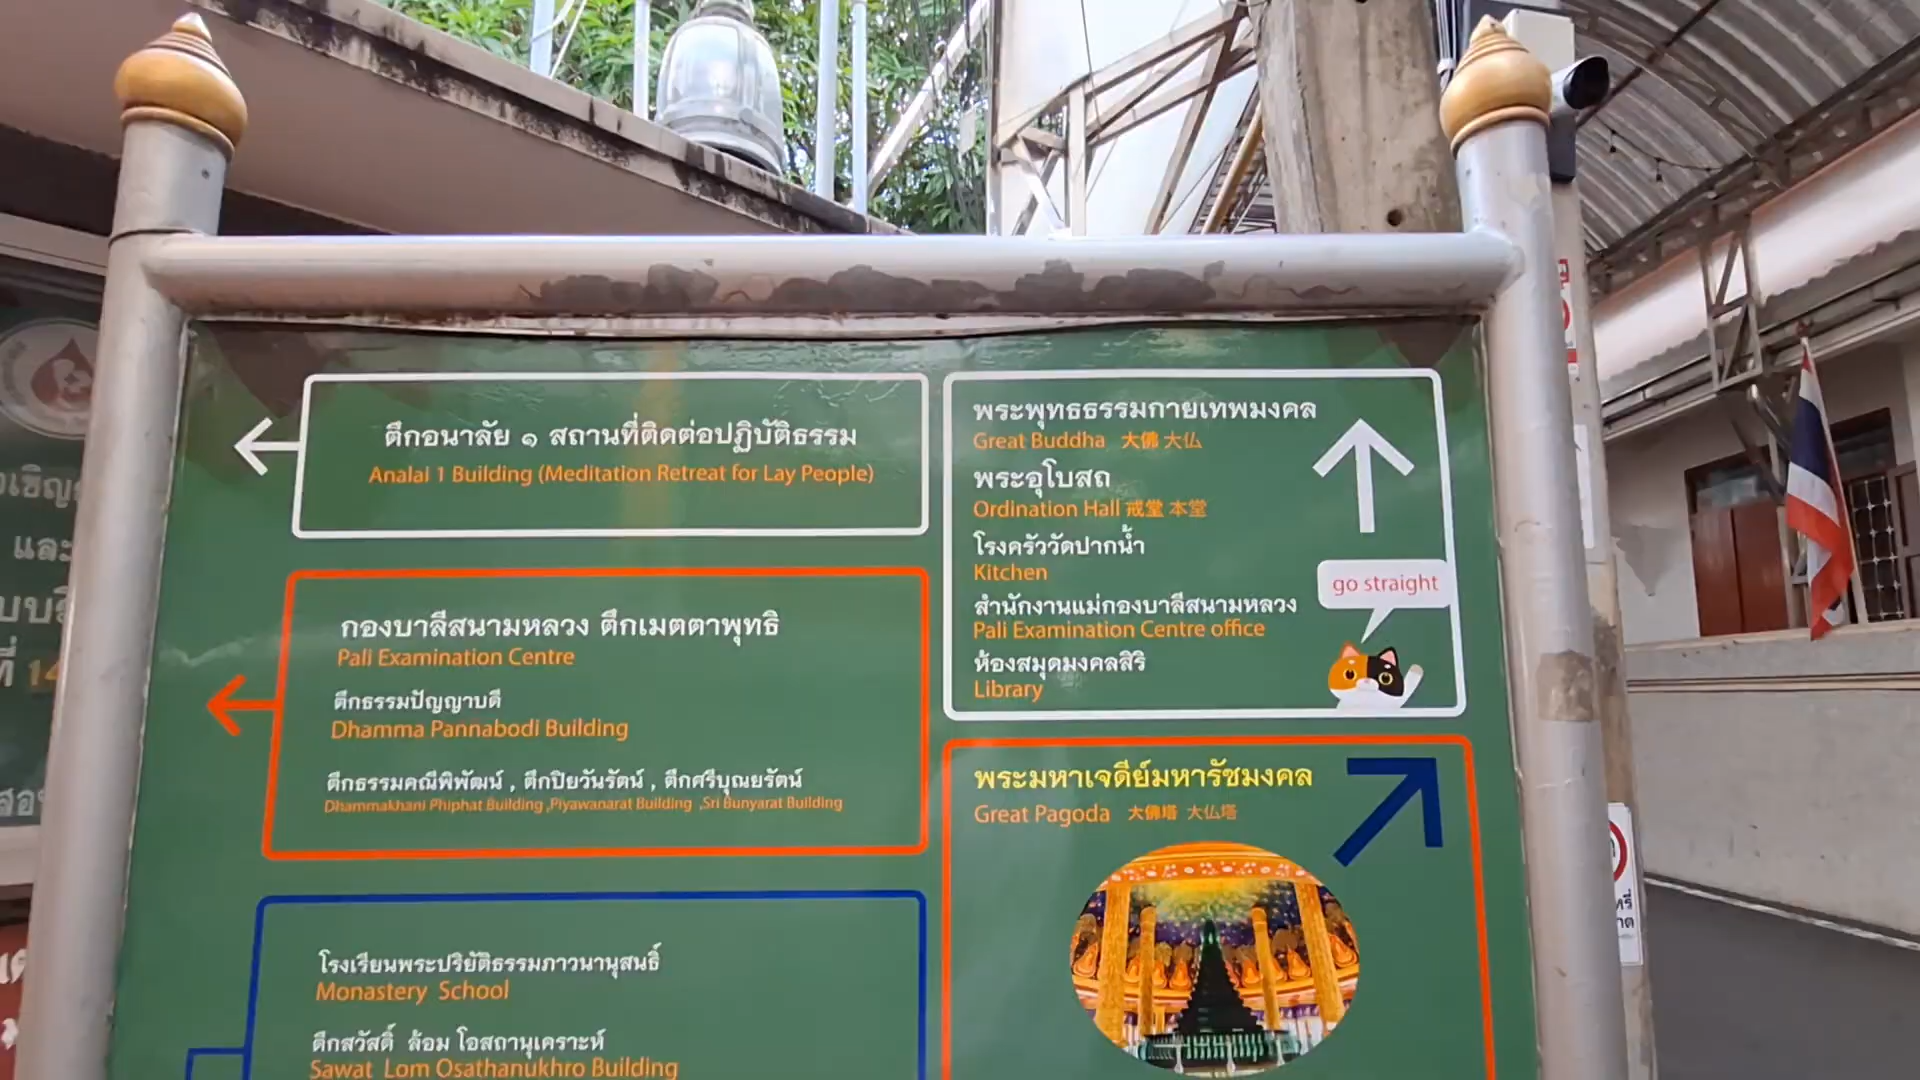 ตึกอนาลัย ๑ สถานที่ติดต่อปฏิบัติธรรม
Analai 1 Building (Meditation Retreat for Lay People)
กองบาลีสนามหลวง ตึกเมตตาพุทธิ
Pali Examination Centre
ตึกธรรมปัญญาบดี
Dhamma Pannabodi Building
ตึกธรรมคณีพิพัฒน์ , ตึกปิยวันรัตน์ , ตึกศรีบุณยรัตน์
Dhammakhani Phiphat Building ,Piyawanarat Building ,Sri Bunyarat Building
โรงเรียนพระปริยัติธรรมภาวนานุสนธิ์
Monastery School
ตึกสวัสดิ์ ล้อม โอสถานุเคราะห์
Sawat Lom Osathanukhro Building
พระพุทธธรรมกายเทพมงคล
Great Buddha 大佛 大仏
พระอุโบสถ
Ordination Hall 戒堂 本堂
โรงครัววัดปากน้ำ
Kitchen
สำนักงานแม่กองบาลีสนามหลวง
Pali Examination Centre office
ห้องสมุดมงคลสิริ
Library
go straight
พระมหาเจดีย์มหารัชมงคล
Great Pagoda 大佛塔 大仏塔
และ
ที่ 14